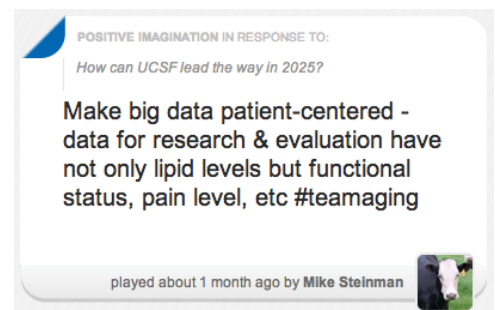 POSITIVE IMAGINATION IN RESPONSE TO:
How can UCSF lead the way in 2025?
Make big data patient-centered -
data for research & evaluation have
not only lipid levels but functional
status, pain level, etc #teamaging
played about 1 month ago by Mike Steinman